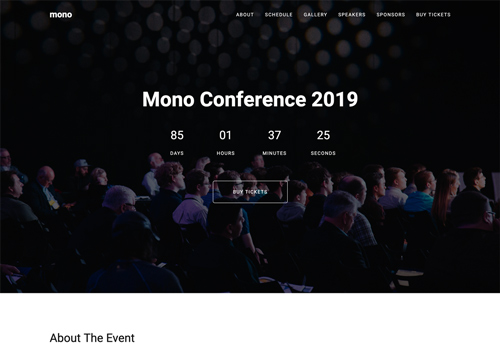 mono
ABOUT SCHEDULE GALLERY SPEAKERS SPONSORS BUY TICKETS
Mono Conference 2019
85 01 37 25
DAYS HOURS MINUTES SECONDS
BUY TICKETS
About The Event